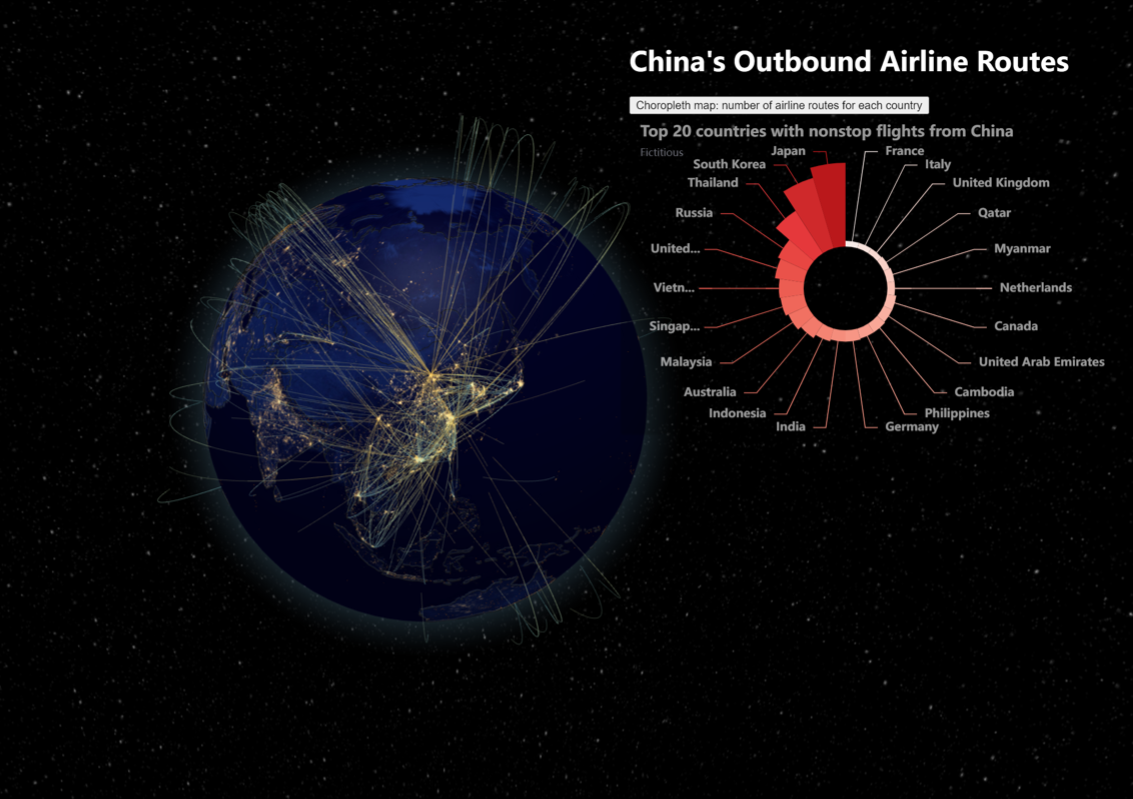 China's Outbound Airline Routes
Choropleth map: number of airline routes for each country
Top 20 countries with nonstop flights from China
Fictitious
Japan
France
South Korea
Italy
Thailand
United Kingdom
Russia
Qatar
United...
Myanmar
Vietn...
Netherlands
Singap...
Canada
Malaysia
United Arab Emirates
Australia
Cambodia
Indonesia
Philippines
India
Germany